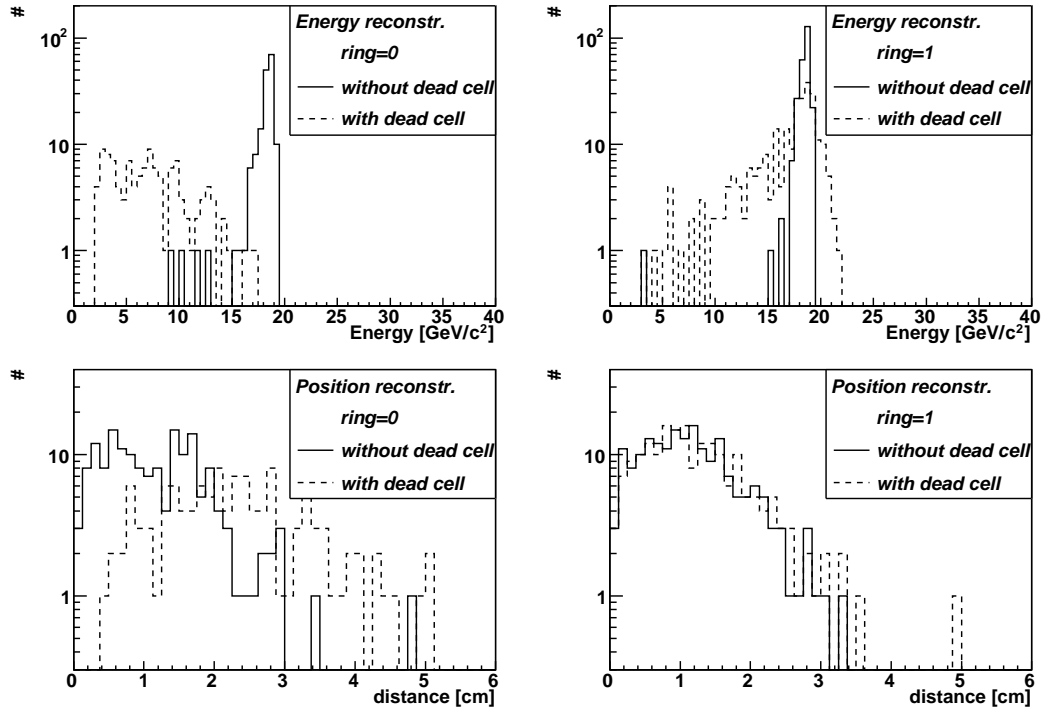 #
Energy reconstr.
ring=0
without dead cell
with dead cell
10²
10
1
0 5 10 15 20 25 30 35 40
Energy [GeV/c²]
#
Energy reconstr.
ring=1
without dead cell
with dead cell
10²
10
1
0 5 10 15 20 25 30 35 40
Energy [GeV/c²]
#
Position reconstr.
ring=0
without dead cell
with dead cell
10
1
0 1 2 3 4 5 6
distance [cm]
#
Position reconstr.
ring=1
without dead cell
with dead cell
10
1
0 1 2 3 4 5 6
distance [cm]